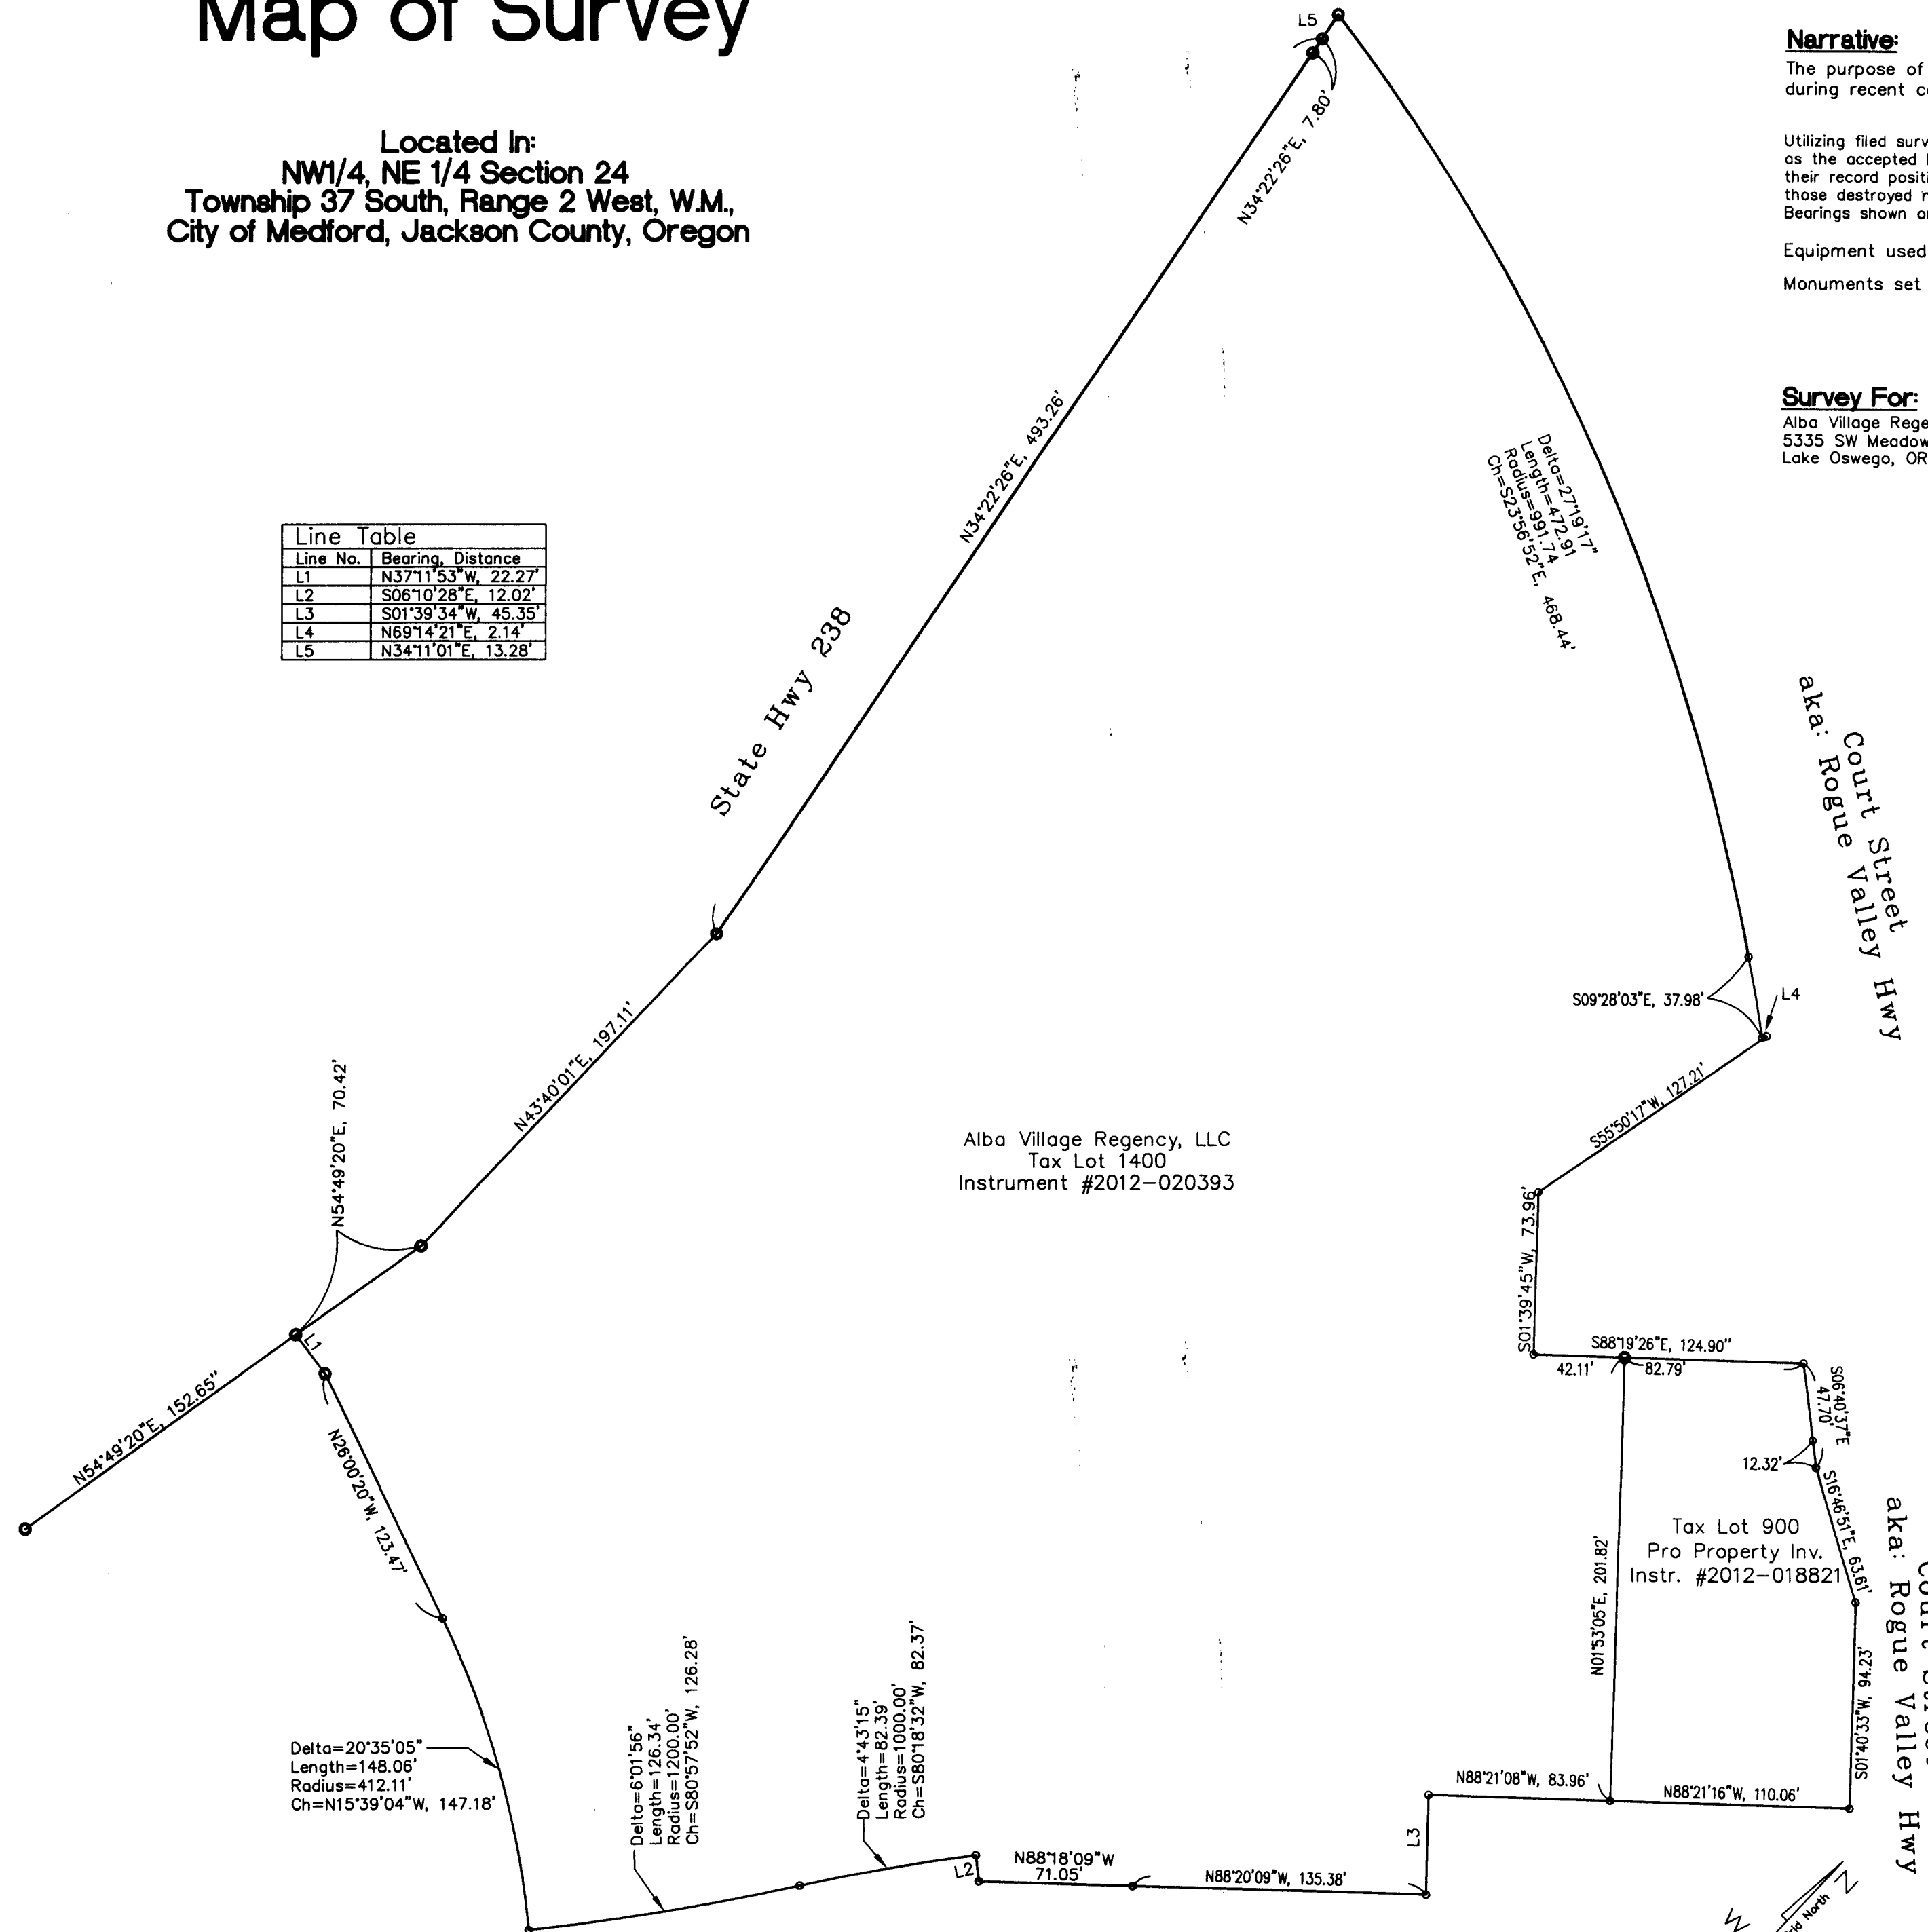 Map of Survey
Located In:
NW1/4, NE 1/4 Section 24
Township 37 South, Range 2 West, W.M.,
City of Medford, Jackson County, Oregon
Narrative:
The purpose of
during recent
Utilizing filed
as the accepted
their record
those destroyed
Bearings shown
Equipment used
Monuments set
Survey For:
Alba Village
5335 SW
Lake Oswego, OR
Line Table
Line No. Bearing, Distance
L1 N37°11'53"W, 22.27'
L2 S06°10'28"E, 12.02'
L3 S01°39'34"W, 45.35'
L4 N69°14'21"E, 2.14'
L5 N34°11'01"E, 13.28'
L5
N34°22'26"E, 7.80'
N34°22'26"E, 493.26'
State Hwy 238
Delta=27°19'17"
Length=472.91
Radius=991.74
Ch=S23°56'52"E, 468.44'
Court Street
aka: Rogue Valley Hwy
S09°28'03"E, 37.98'
L4
N43°40'01"E, 197.11'
N54°49'20"E, 70.42'
S55°50'17"W, 127.21'
Alba Village Regency, LLC
Tax Lot 1400
Instrument #2012-020393
S01°39'45"W, 73.96'
S88°19'26"E, 124.90"
42.11'
82.79'
L1
N54°49'20"E, 152.65"
N26°00'20"W, 123.47'
S06°40'37"E
47.70'
12.32'
S16°46'51"E, 63.61'
Tax Lot 900
Pro Property Inv.
Instr. #2012-018821
N01°53'05"E, 201.82'
S01°40'33"W, 94.23'
aka: Rogue Valley Hwy
Delta=20°35'05"
Length=148.06'
Radius=412.11'
Ch=N15°39'04"W, 147.18'
Delta=6°01'56"
Length=126.34'
Radius=1200.00'
Ch=S80°57'52"W, 126.28'
Delta=4°43'15"
Length=82.39'
Radius=1000.00'
Ch=S80°18'32"W, 82.37'
N88°21'08"W, 83.96'
N88°21'16"W, 110.06'
L3
L2
N88°18'09"W
71.05'
N88°20'09"W, 135.38'
N
W
North